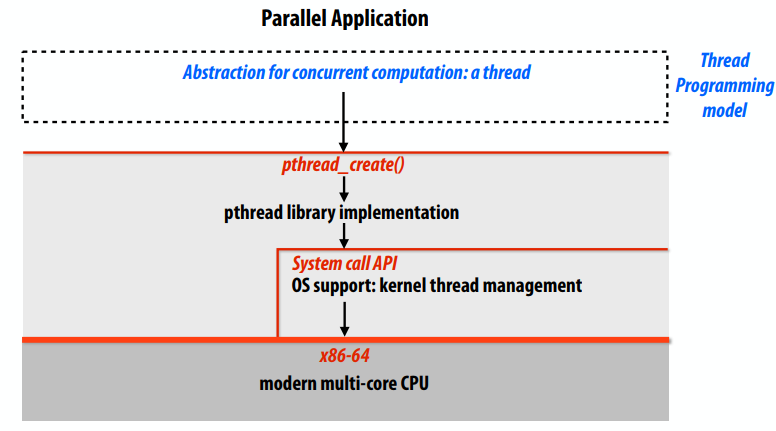 Parallel Application
Abstraction for concurrent computation: a thread
Thread
Programming
model
pthread_create()
pthread library implementation
System call API
OS support: kernel thread management
x86-64
modern multi-core CPU